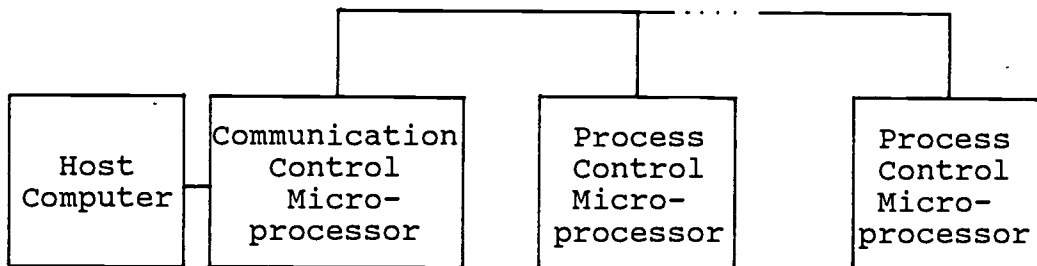 Host
Computer
Communication
Control
Micro-
processor
Process
Control
Micro-
processor
Process
Control
Micro-
processor